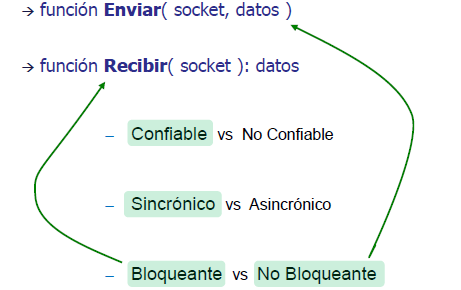 → función Enviar( socket, datos )
→ función Recibir( socket ): datos
– Confiable vs No Confiable
– Sincrónico vs Asincrónico
– Bloqueante vs No Bloqueante